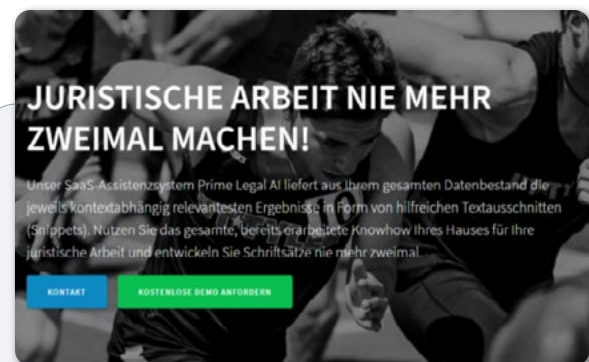 JURISTISCHE ARBEIT NIE MEHR
ZWEIMAL MACHEN!
Unser SaaS-Assistenzsystem Prime Legal AI liefert aus Ihrem gesamten Datenbestand die
jeweils kontextabhängig relevantesten Ergebnisse in Form von hilfreichen Textausschnitten
(Snippets). Nutzen Sie das gesamte, bereits erarbeitete Knowhow Ihres Hauses für Ihre
juristische Arbeit und entwickeln Sie Schriftsätze nie mehr zweimal.
KONTAKT
KOSTENLOSE DEMO ANFORDERN